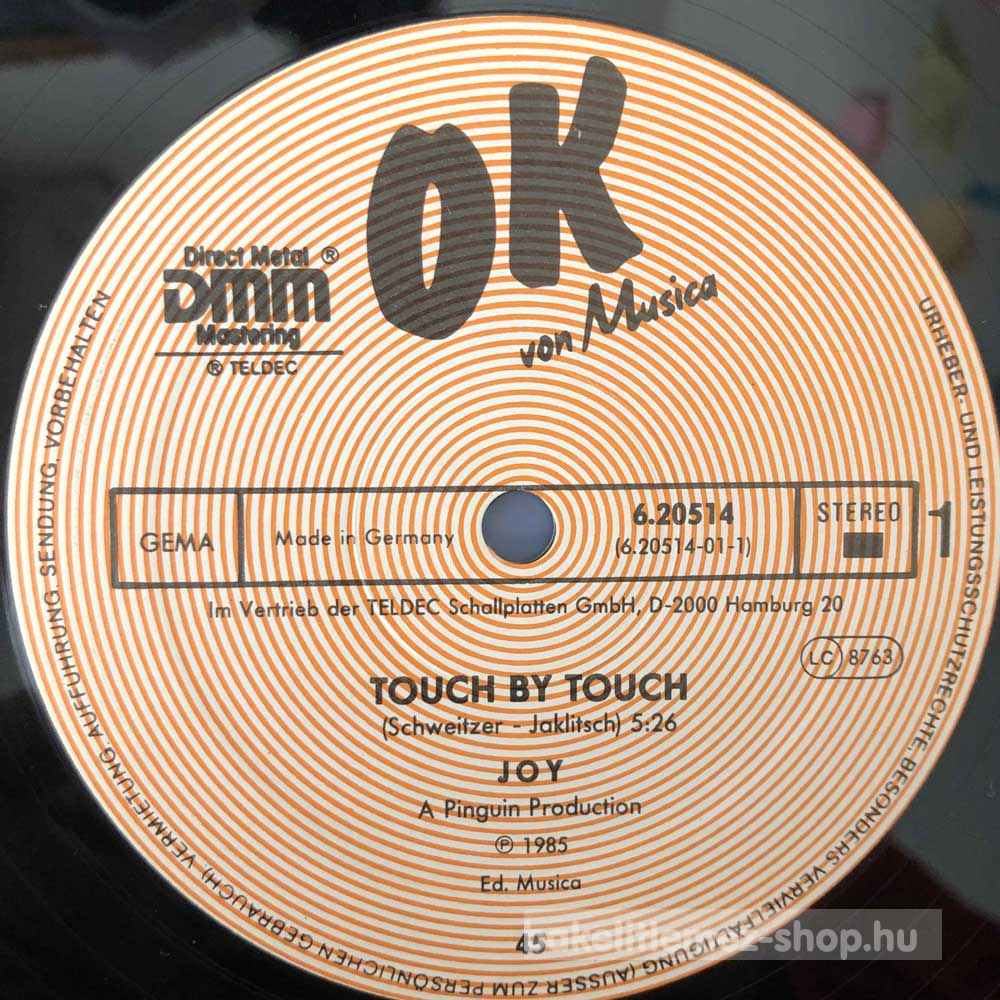 OK
von Musica
Direct Metal ®
DMM
Mastering
® TELDEC
GEMA
Made in Germany
6.20514
(6.20514-01-1)
STEREO
1
Im Vertrieb der TELDEC Schallplatten GmbH, D-2000 Hamburg 20
LC 8763
TOUCH BY TOUCH
(Schweitzer - Jaklitsch) 5:26
JOY
A Pinguin Production
℗ 1985
Ed. Musica
45
URHEBER- UND LEISTUNGSSCHUTZRECHTE, BESONDERS VERVIELFÄLTIGUNG (AUSSER ZUM PERSÖNLICHEN GEBRAUCH), VERMIETUNG, AUFFÜHRUNG, SENDUNG, VORBEHALTEN
bakelitlemez-shop.hu